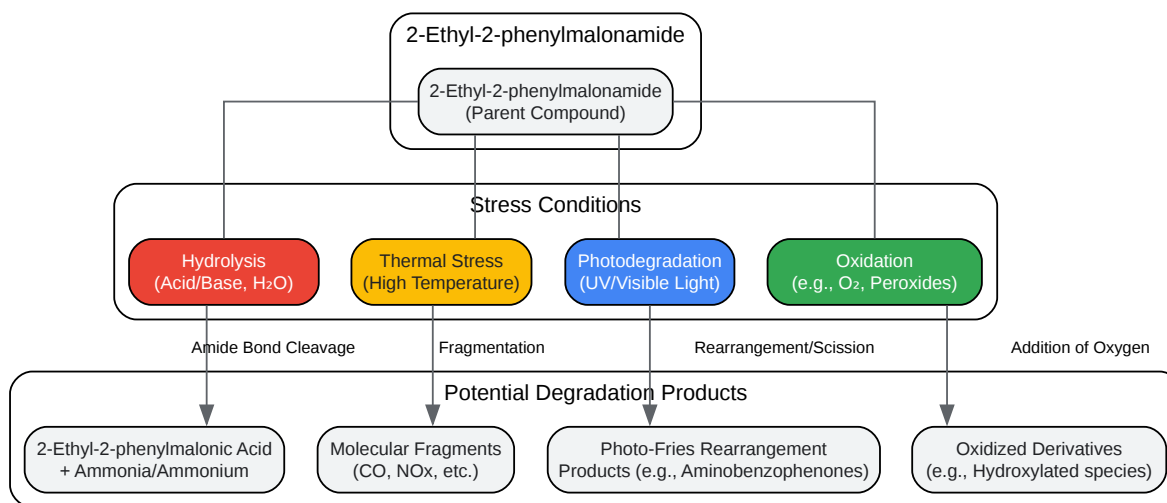 2-Ethyl-2-phenylmalonamide
2-Ethyl-2-phenylmalonamide
(Parent Compound)
Stress Conditions
Hydrolysis
(Acid/Base, H₂O)
Thermal Stress
(High Temperature)
Photodegradation
(UV/Visible Light)
Oxidation
(e.g., O₂, Peroxides)
Amide Bond Cleavage
Fragmentation
Rearrangement/Scission
Addition of Oxygen
Potential Degradation Products
2-Ethyl-2-phenylmalonic Acid
+ Ammonia/Ammonium
Molecular Fragments
(CO, NOx, etc.)
Photo-Fries Rearrangement
Products (e.g., Aminobenzophenones)
Oxidized Derivatives
(e.g., Hydroxylated species)